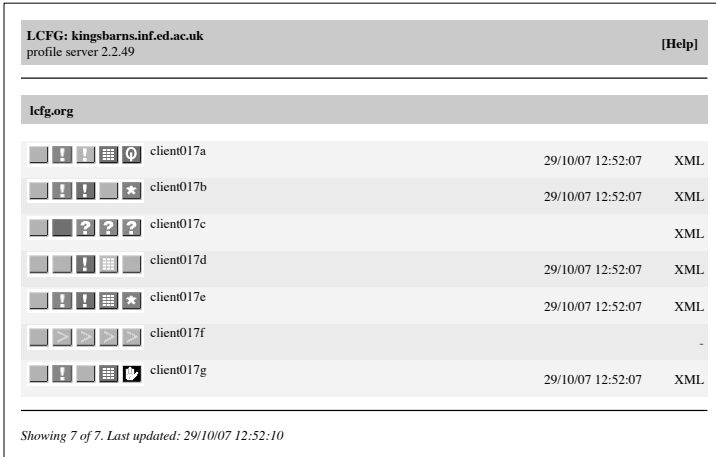 LCFG: kingsbarns.inf.ed.ac.uk
profile server 2.2.49
[Help]
lcfg.org
! ! client017a 29/10/07 12:52:07 XML
! ! * client017b 29/10/07 12:52:07 XML
? ? ? client017c XML
! client017d 29/10/07 12:52:07 XML
! ! * client017e 29/10/07 12:52:07 XML
> > > > client017f -
! client017g 29/10/07 12:52:07 XML
Showing 7 of 7. Last updated: 29/10/07 12:52:10